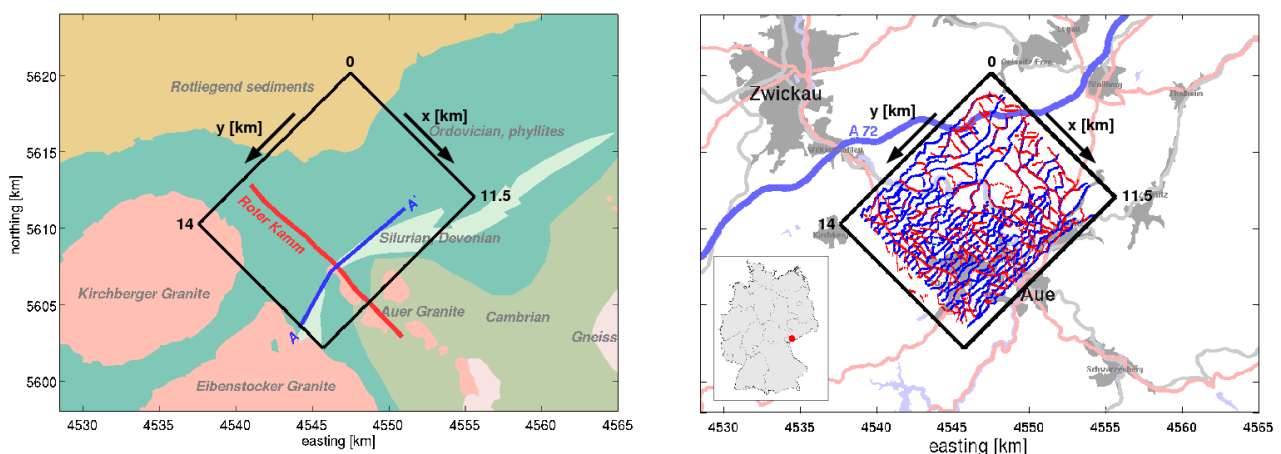 5620
5615
5610
5605
5600
northing [km]
0
Rotliegend sediments
y [km]
x [km]
Ordovician, phyllites
11.5
14
Roter Kamm
A'
Silurian/Devonian
Kirchberger Granite
Auer Granite
Cambrian
A
Gneiss
Eibenstocker Granite
4530 4535 4540 4545 4550 4555 4560 4565
easting [km]
0
Zwickau
y [km]
x [km]
A 72
11.5
14
Aue
4530 4535 4540 4545 4550 4555 4560 4565
easting [km]